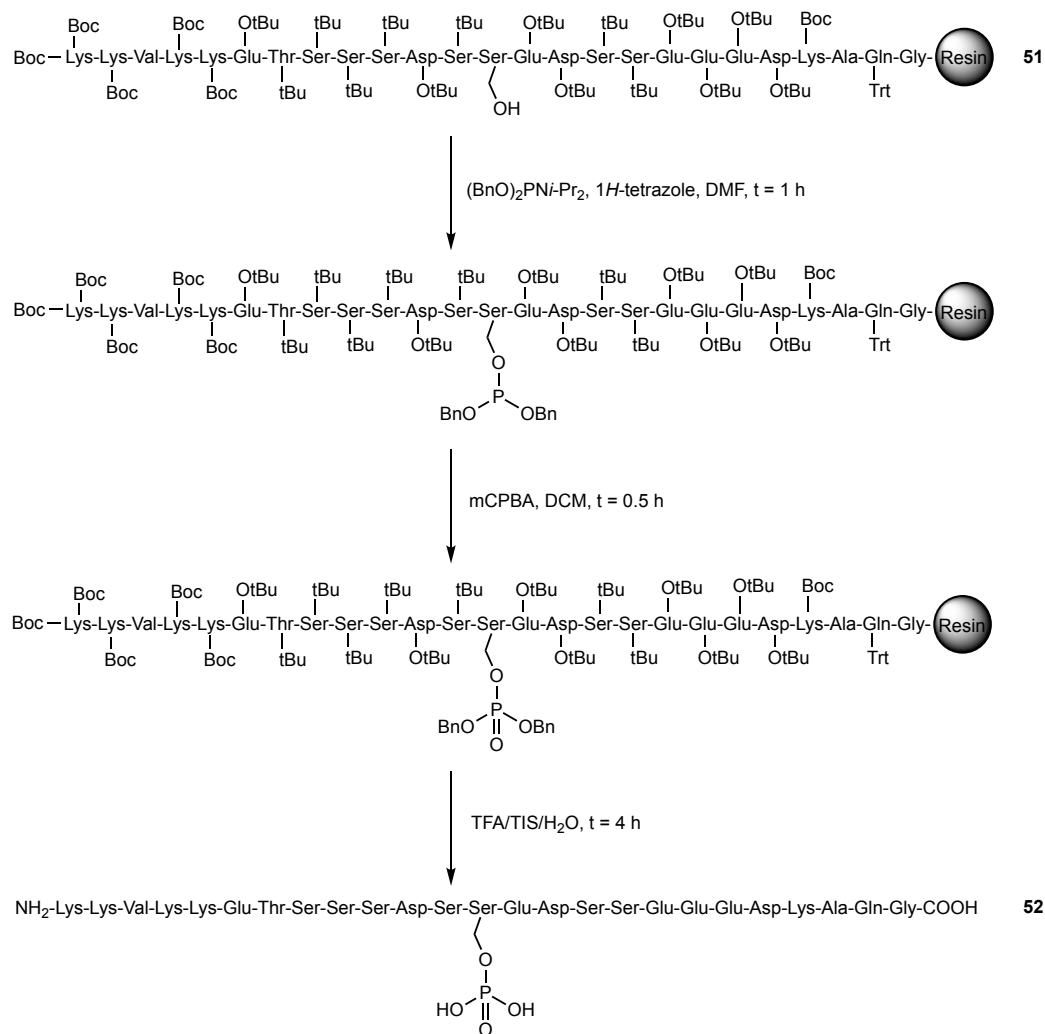 Boc Boc OtBu tBu tBu tBu OtBu tBu OtBu OtBu Boc
Boc–Lys-Lys-Val-Lys-Lys-Glu-Thr-Ser-Ser-Ser-Asp-Ser-Ser-Glu-Asp-Ser-Ser-Glu-Glu-Glu-Asp-Lys-Ala-Gln-Gly-Resin 51
Boc Boc tBu tBu OtBu OtBu tBu OtBu OtBu Trt
OH
(BnO)2PNi-Pr2, 1H-tetrazole, DMF, t = 1 h
Boc Boc OtBu tBu tBu tBu OtBu tBu OtBu OtBu Boc
Boc–Lys-Lys-Val-Lys-Lys-Glu-Thr-Ser-Ser-Ser-Asp-Ser-Ser-Glu-Asp-Ser-Ser-Glu-Glu-Glu-Asp-Lys-Ala-Gln-Gly-Resin
Boc Boc tBu tBu OtBu OtBu tBu OtBu OtBu Trt
O
P
BnO OBn
mCPBA, DCM, t = 0.5 h
Boc Boc OtBu tBu tBu tBu OtBu tBu OtBu OtBu Boc
Boc–Lys-Lys-Val-Lys-Lys-Glu-Thr-Ser-Ser-Ser-Asp-Ser-Ser-Glu-Asp-Ser-Ser-Glu-Glu-Glu-Asp-Lys-Ala-Gln-Gly-Resin
Boc Boc tBu tBu OtBu OtBu tBu OtBu OtBu Trt
O
P
BnO OBn
O
TFA/TIS/H2O, t = 4 h
NH2-Lys-Lys-Val-Lys-Lys-Glu-Thr-Ser-Ser-Ser-Asp-Ser-Ser-Glu-Asp-Ser-Ser-Glu-Glu-Glu-Asp-Lys-Ala-Gln-Gly-COOH 52
O
P
HO OH
O